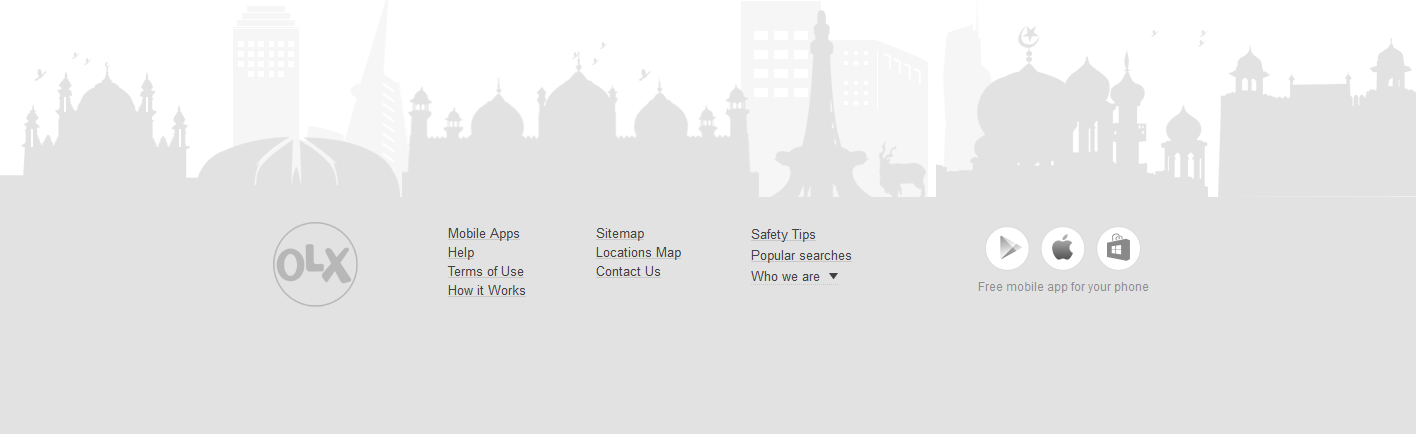 OLX
Mobile Apps
Help
Terms of Use
How it Works
Sitemap
Locations Map
Contact Us
Safety Tips
Popular searches
Who we are
Free mobile app for your phone